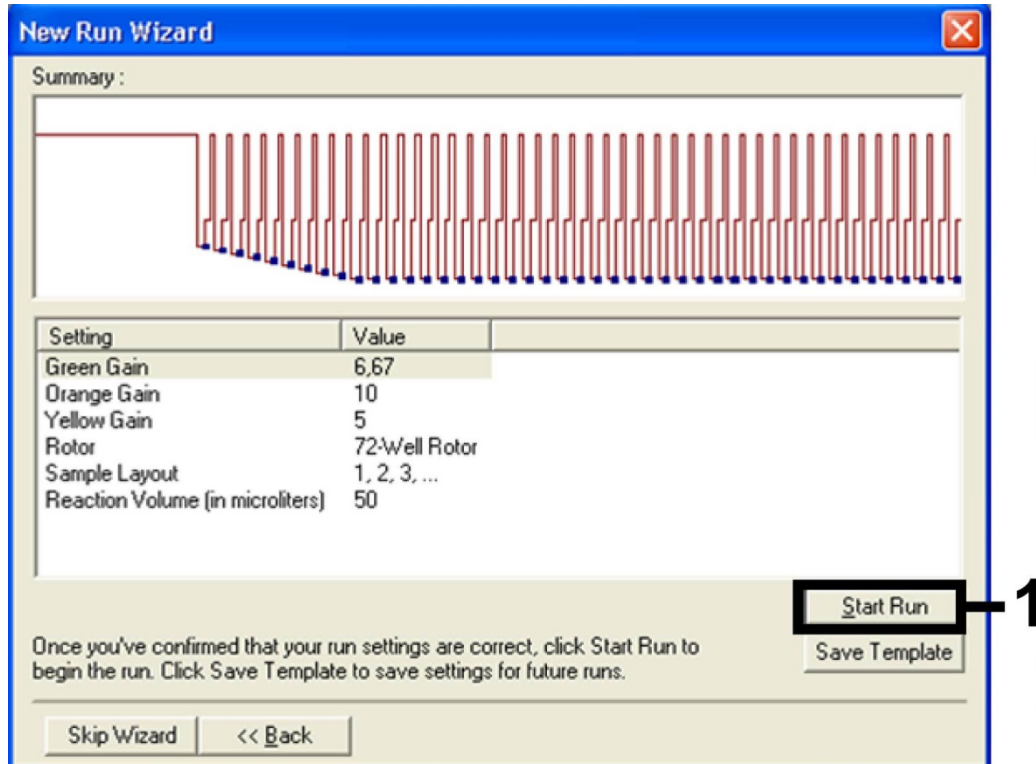 New Run Wizard
Summary :
Setting Value
Green Gain 6,67
Orange Gain 10
Yellow Gain 5
Rotor 72-Well Rotor
Sample Layout 1, 2, 3, ...
Reaction Volume (in microliters) 50
Start Run
1
Once you've confirmed that your run settings are correct, click Start Run to
begin the run. Click Save Template to save settings for future runs.
Save Template
Skip Wizard
<< Back